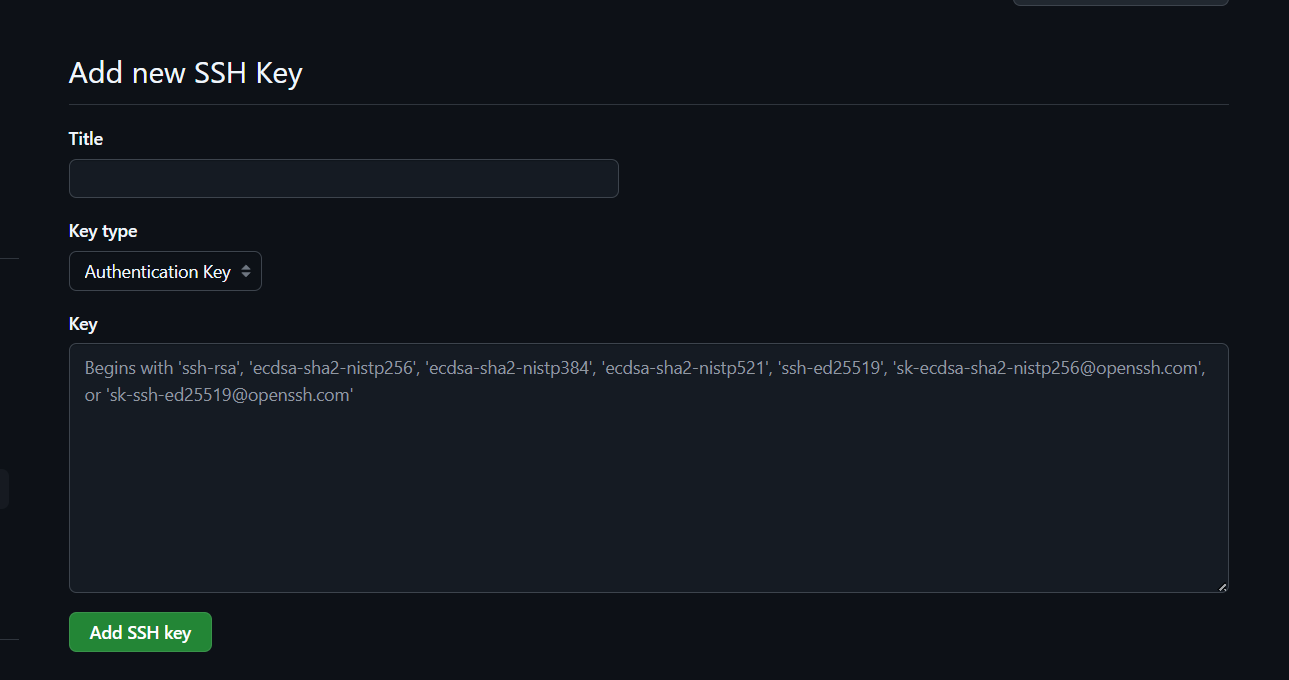 Add new SSH Key
Title
Key type
Authentication Key
Key
Begins with 'ssh-rsa', 'ecdsa-sha2-nistp256', 'ecdsa-sha2-nistp384', 'ecdsa-sha2-nistp521', 'ssh-ed25519', 'sk-ecdsa-sha2-nistp256@openssh.com',
or 'sk-ssh-ed25519@openssh.com'
Add SSH key